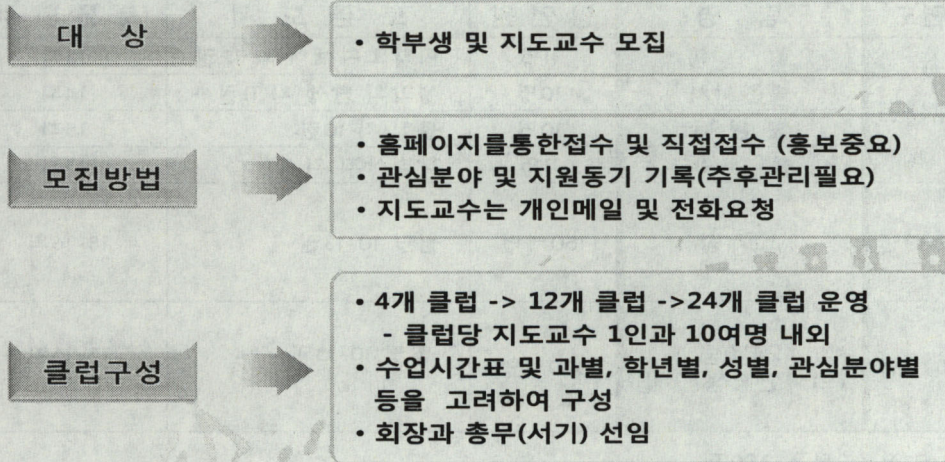 대 상
• 학부생 및 지도교수 모집
모집방법
• 홈페이지를통한접수 및 직접접수 (홍보중요)
• 관심분야 및 지원동기 기록(추후관리필요)
• 지도교수는 개인메일 및 전화요청
클럽구성
• 4개 클럽 -> 12개 클럽 ->24개 클럽 운영
- 클럽당 지도교수 1인과 10여명 내외
• 수업시간표 및 과별, 학년별, 성별, 관심분야별
등을 고려하여 구성
• 회장과 총무(서기) 선임